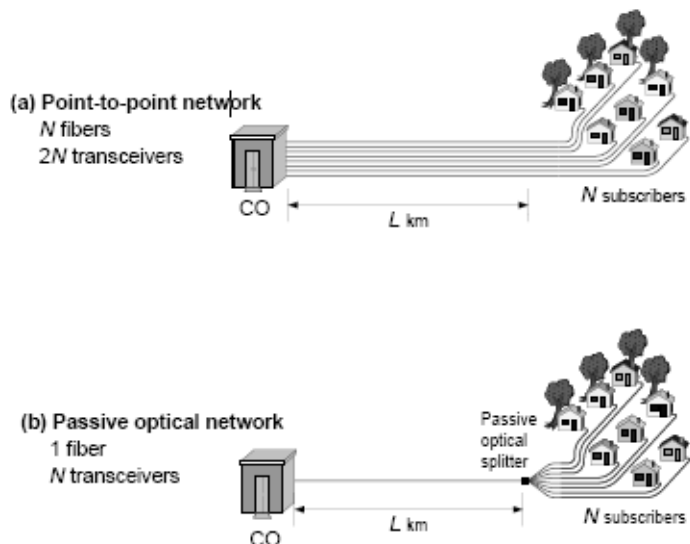 (a) Point-to-point network
N fibers
2N transceivers
CO
L km
N subscribers
(b) Passive optical network
1 fiber
N transceivers
Passive
optical
splitter
CO
L km
N subscribers